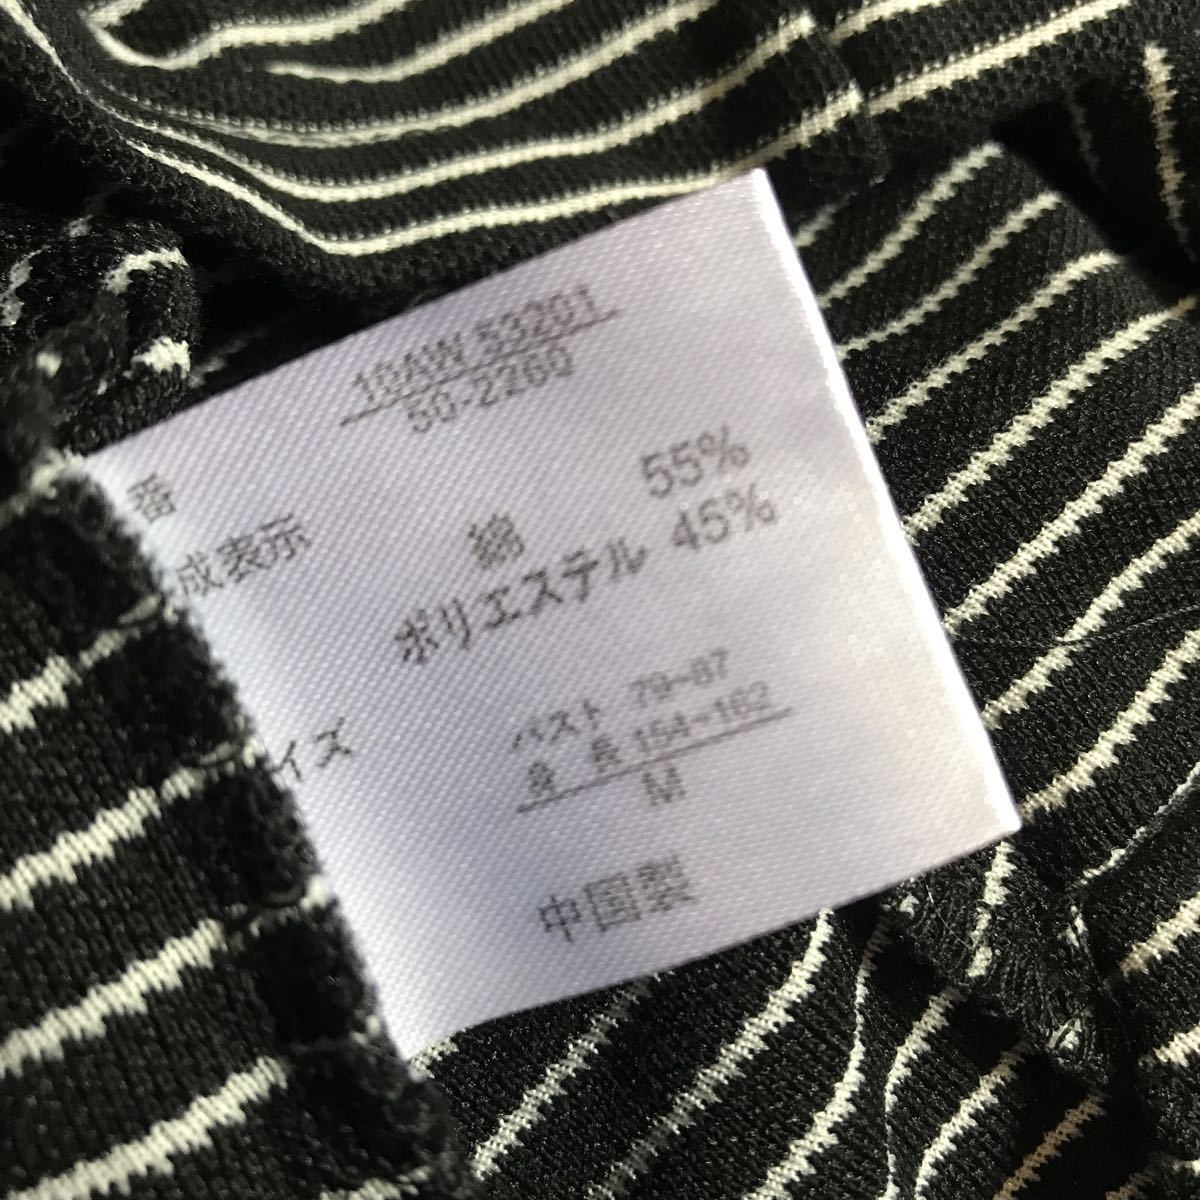 10AW 53201
50-2260
番
成表示 綿 55%
ポリエステル 45%
イズ バスト 79-87
身長 154-162
M
中国製